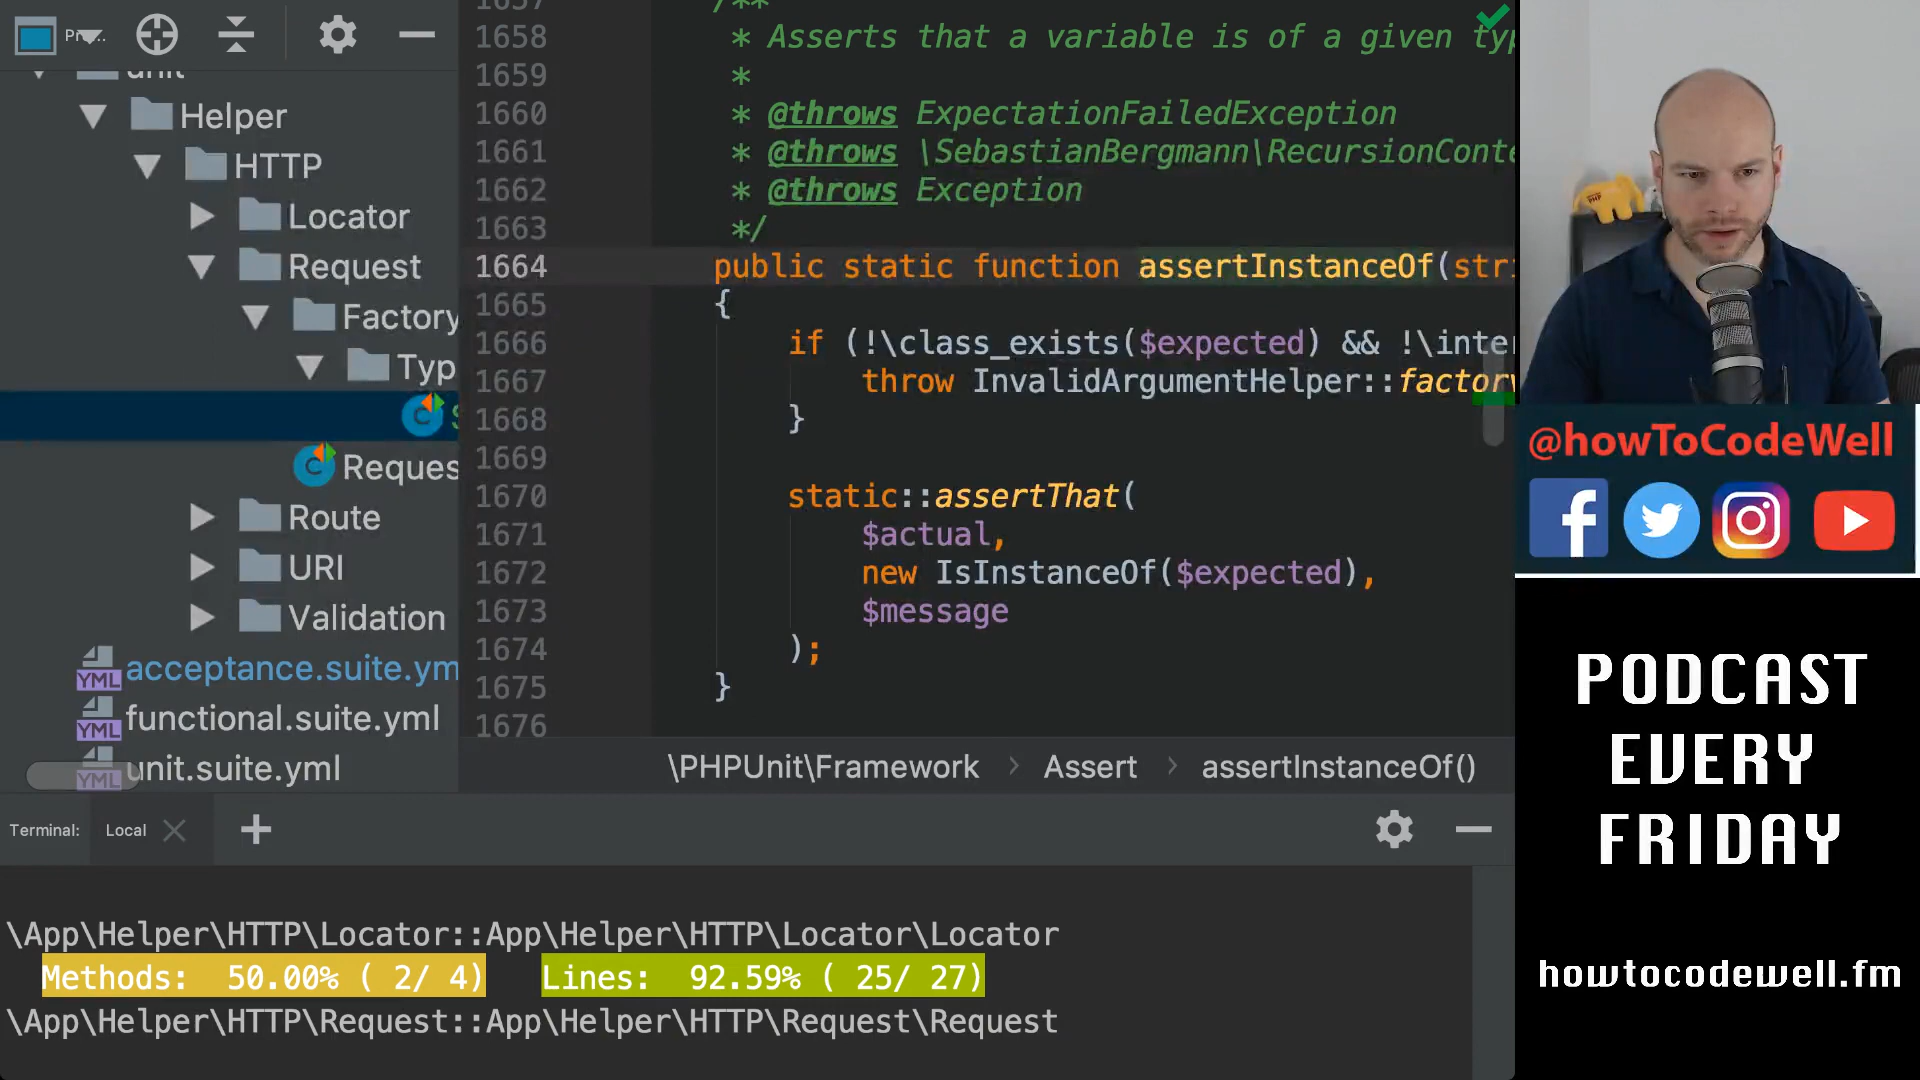 unit
Helper
HTTP
Locator
Request
Factory
Typ
Reques
Route
URI
Validation
acceptance.suite.ym
functional.suite.yml
unit.suite.yml
1657 /**
1658 * Asserts that a variable is of a given typ
1659 *
1660 * @throws ExpectationFailedException
1661 * @throws \SebastianBergmann\RecursionConte
1662 * @throws Exception
1663 */
1664 public static function assertInstanceOf(stri
1665 {
1666 if (!\class_exists($expected) && !\inter
1667 throw InvalidArgumentHelper::factory
1668 }
1669
1670 static::assertThat(
1671 $actual,
1672 new IsInstanceOf($expected),
1673 $message
1674 );
1675 }
1676
\PHPUnit\Framework > Assert > assertInstanceOf()
Terminal: Local
\App\Helper\HTTP\Locator::App\Helper\HTTP\Locator\Locator
Methods: 50.00% ( 2/ 4) Lines: 92.59% ( 25/ 27)
\App\Helper\HTTP\Request::App\Helper\HTTP\Request\Request
@howToCodeWell
PODCAST
EVERY
FRIDAY
howtocodewell.fm